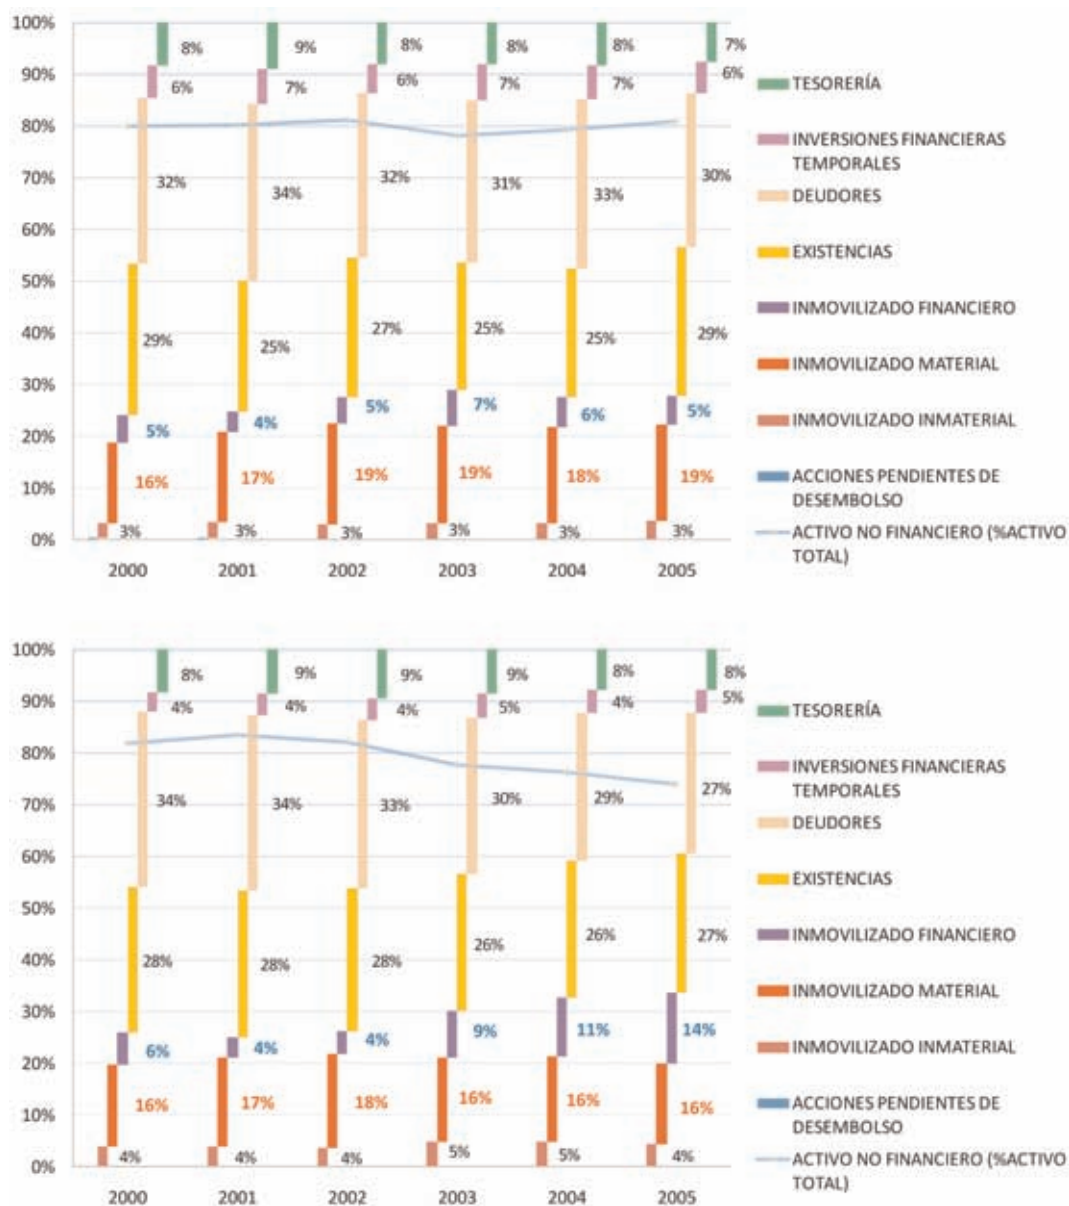 100%
90%
80%
70%
60%
50%
40%
30%
20%
10%
0%
8% 9% 8% 8% 8% 7%
6% 7% 6% 7% 7% 6%
32% 34% 32% 31% 33% 30%
29% 25% 27% 25% 25% 29%
5% 4% 5% 7% 6% 5%
16% 17% 19% 19% 18% 19%
3% 3% 3% 3% 3% 3%
2000 2001 2002 2003 2004 2005
TESORERÍA
INVERSIONES FINANCIERAS
TEMPORALES
DEUDORES
EXISTENCIAS
INMOVILIZADO FINANCIERO
INMOVILIZADO MATERIAL
INMOVILIZADO INMATERIAL
ACCIONES PENDIENTES DE
DESEMBOLSO
ACTIVO NO FINANCIERO (%ACTIVO
TOTAL)
100%
90%
80%
70%
60%
50%
40%
30%
20%
10%
0%
8% 9% 9% 9% 8% 8%
4% 4% 4% 5% 4% 5%
34% 34% 33% 30% 29% 27%
28% 28% 28% 26% 26% 27%
6% 4% 4% 9% 11% 14%
16% 17% 18% 16% 16% 16%
4% 4% 4% 5% 5% 4%
2000 2001 2002 2003 2004 2005
TESORERÍA
INVERSIONES FINANCIERAS
TEMPORALES
DEUDORES
EXISTENCIAS
INMOVILIZADO FINANCIERO
INMOVILIZADO MATERIAL
INMOVILIZADO INMATERIAL
ACCIONES PENDIENTES DE
DESEMBOLSO
ACTIVO NO FINANCIERO (%ACTIVO
TOTAL)